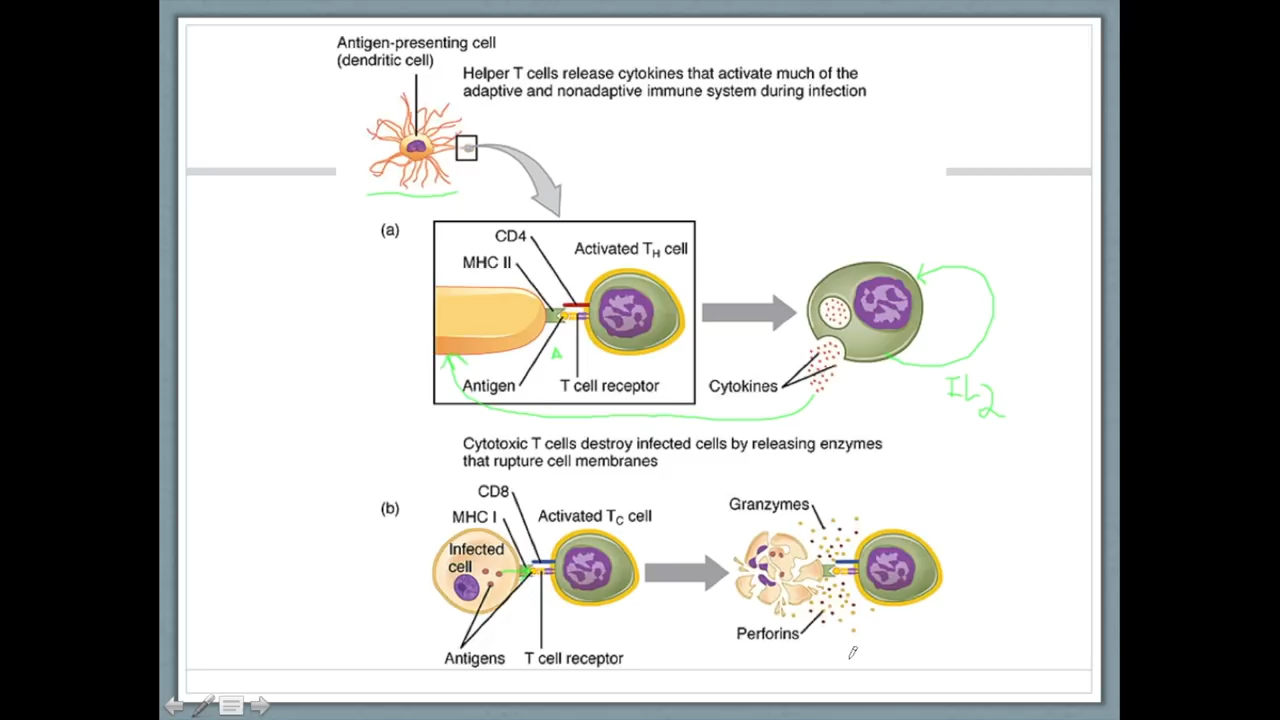 Antigen-presenting cell
(dendritic cell)
Helper T cells release cytokines that activate much of the
adaptive and nonadaptive immune system during infection
(a)
CD4
Activated TH cell
MHC II
A
Antigen
T cell receptor
Cytokines
IL2
Cytotoxic T cells destroy infected cells by releasing enzymes
that rupture cell membranes
(b)
CD8
MHC I
Activated TC cell
Granzymes
Infected
cell
Perforins
Antigens
T cell receptor